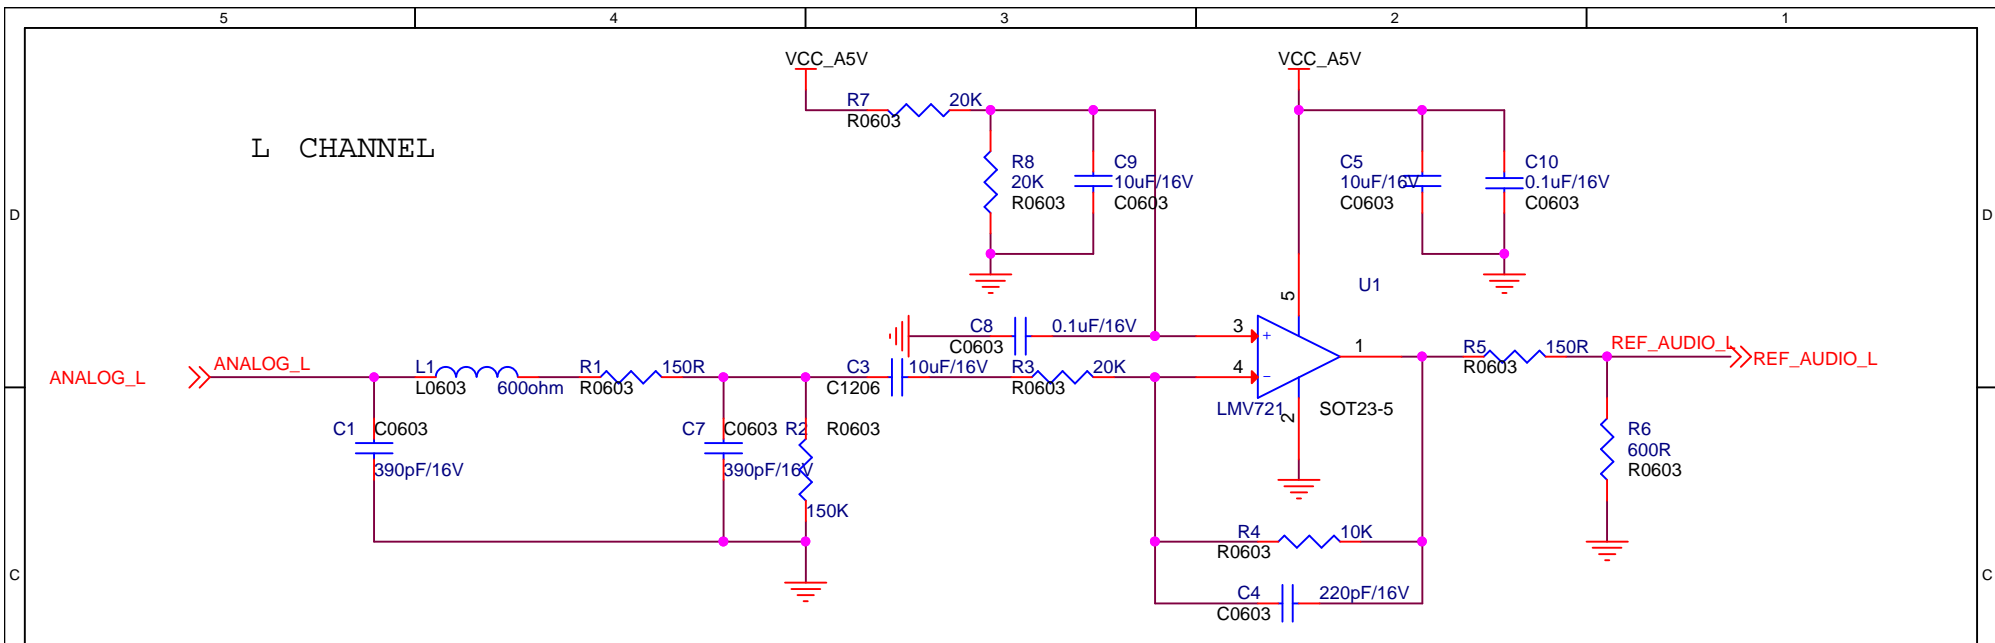 5 4 3 2 1
VCC_A5V VCC_A5V
R7 20K
R0603
L CHANNEL
R8 C9 C5 C10
20K 10uF/16V 10uF/16V 0.1uF/16V
R0603 C0603 C0603 C0603
D D
U1
5
C8 0.1uF/16V 3 +
C0603
1
REF_AUDIO_L
R5 150R
R0603
REF_AUDIO_L
ANALOG_L ANALOG_L
L1 R1 150R C3 10uF/16V R3 20K 4 -
L0603 600ohm R0603 C1206 R0603
LMV721 SOT23-5
2
C1 C0603 C7 C0603 R2 R0603 R6
600R
390pF/16V 390pF/16V R0603
150K
R4 10K
R0603
C C
C4 220pF/16V
C0603